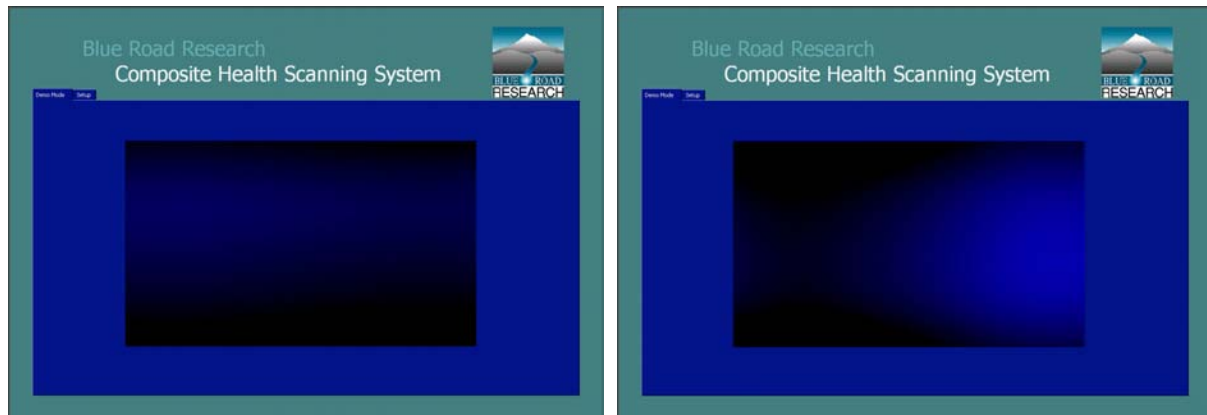 Blue Road Research
Composite Health Scanning System
BLUE ROAD
RESEARCH
Demo Mode Setup
Blue Road Research
Composite Health Scanning System
BLUE ROAD
RESEARCH
Demo Mode Setup